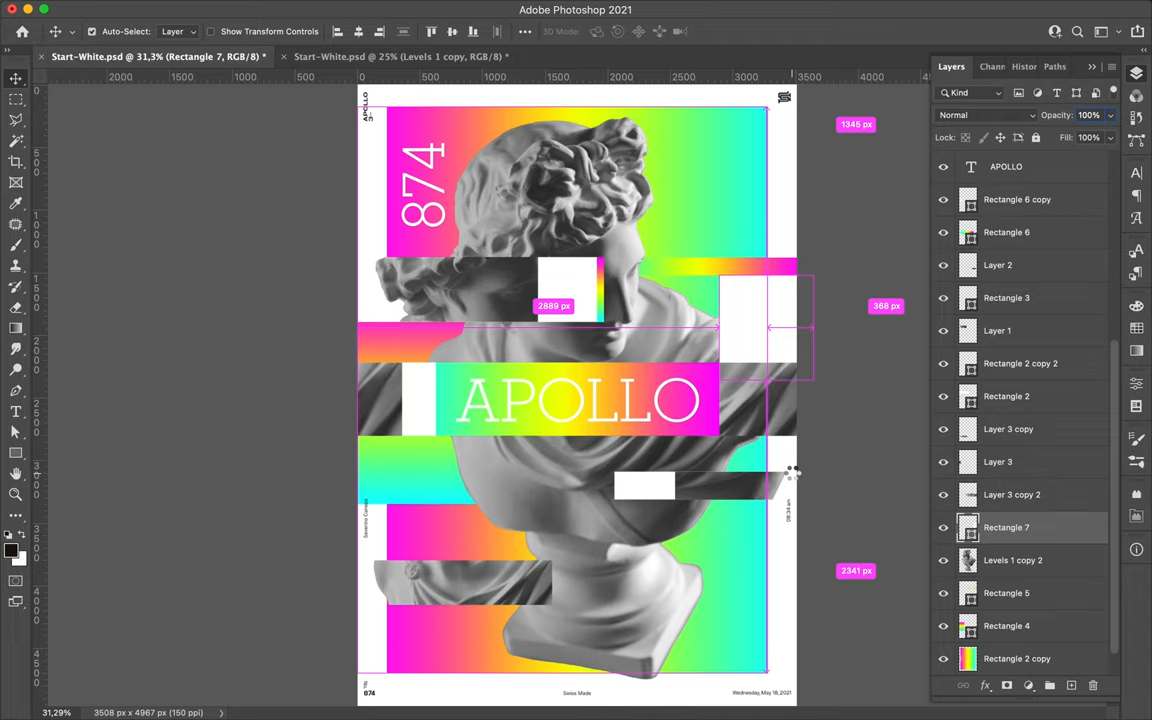 Adobe Photoshop 2021
Auto-Select: Layer Show Transform Controls 3D Mode:
Start-White.psd @ 31,3% (Rectangle 7, RGB/8) * Start-White.psd @ 25% (Levels 1 copy, RGB/8) *
2000 1500 1000 500 0 500 1000 1500 2000 2500 3000 3500 4000
Layers Chann Histor Paths
Kind
Normal Opacity: 100%
Lock: Fill: 100%
APOLLO
Rectangle 6 copy
Rectangle 6
Layer 2
Rectangle 3
Layer 1
Rectangle 2 copy 2
Rectangle 2
Layer 3 copy
Layer 3
Layer 3 copy 2
Rectangle 7
Levels 1 copy 2
Rectangle 5
Rectangle 4
Rectangle 2 copy
APOLLO
874
1345 px
2889 px
368 px
APOLLO
08:34 am
2341 px
874
Swiss Made
Wednesday, May 18, 2021
31,29% 3508 px x 4967 px (150 ppi)